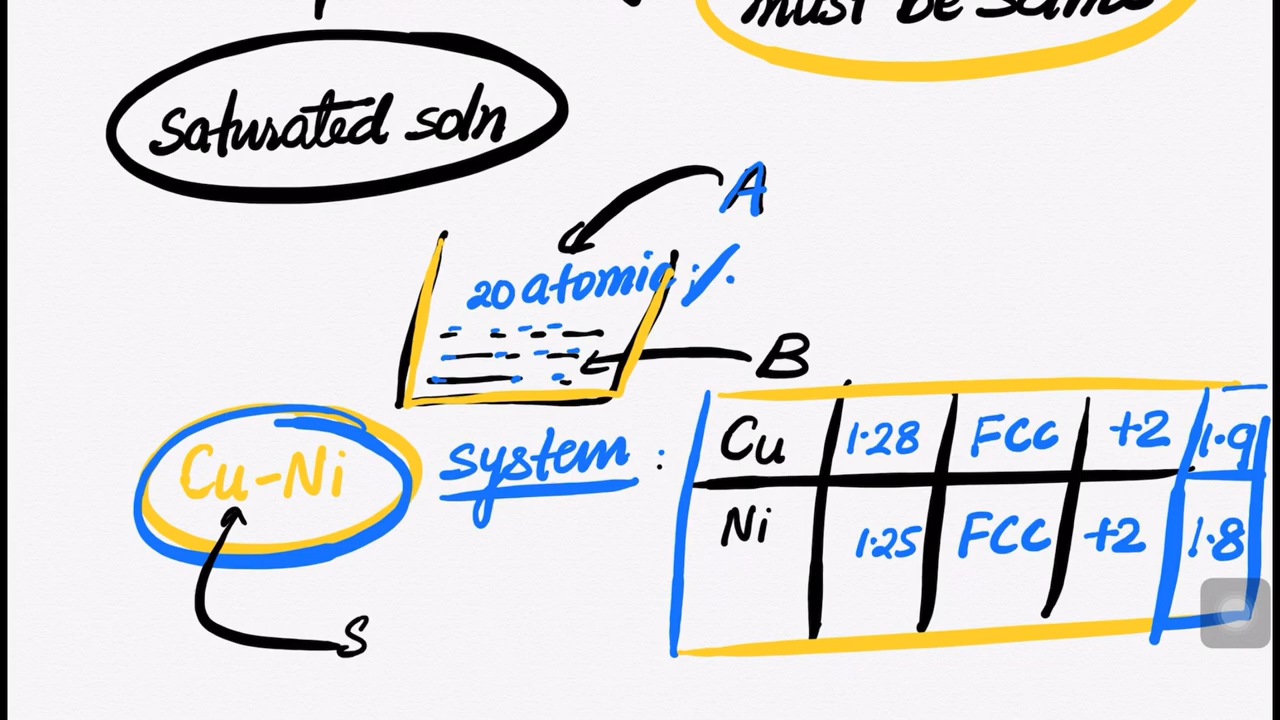 must be same
Saturated soln
A
20 atomic %
B
Cu-Ni system :
Cu 1.28 FCC +2 1.9
Ni 1.25 FCC +2 1.8
S